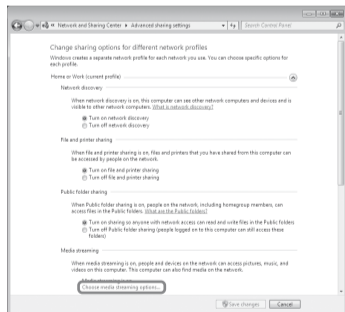 Network and Sharing Center ▸ Advanced sharing settings
Search Control Panel
Change sharing options for different network profiles
Windows creates a separate network profile for each network you use. You can choose specific options for
each profile.
Home or Work (current profile)
Network discovery
When network discovery is on, this computer can see other network computers and devices and is
visible to other network computers. What is network discovery?
Turn on network discovery
Turn off network discovery
File and printer sharing
When file and printer sharing is on, files and printers that you have shared from this computer can
be accessed by people on the network.
Turn on file and printer sharing
Turn off file and printer sharing
Public folder sharing
When Public folder sharing is on, people on the network, including homegroup members, can
access files in the Public folders. What are the Public folders?
Turn on sharing so anyone with network access can read and write files in the Public folders
Turn off Public folder sharing (people logged on to this computer can still access these
folders)
Media streaming
When media streaming is on, people and devices on the network can access pictures, music, and
videos on this computer. This computer can also find media on the network.
Choose media streaming options...
Save changes
Cancel